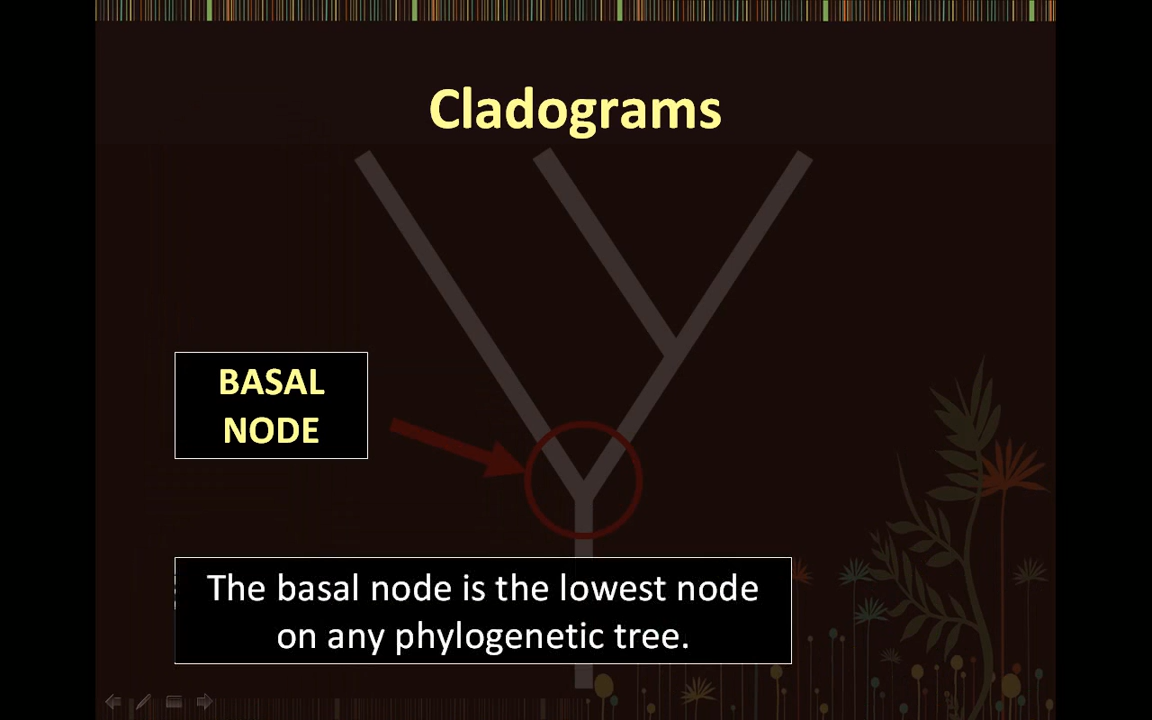 Cladograms
BASAL
NODE
The basal node is the lowest node
on any phylogenetic tree.